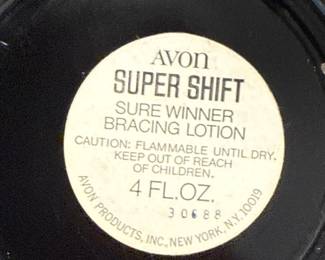 AVON
SUPER SHIFT
SURE WINNER
BRACING LOTION
CAUTION: FLAMMABLE UNTIL DRY.
KEEP OUT OF REACH
OF CHILDREN.
4 FL.OZ.
30688
AVON PRODUCTS, INC., NEW YORK, N.Y. 10019